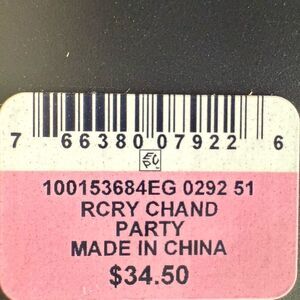 7 66380 07922 6
100153684EG 0292 51
RCRY CHAND
PARTY
MADE IN CHINA
$34.50